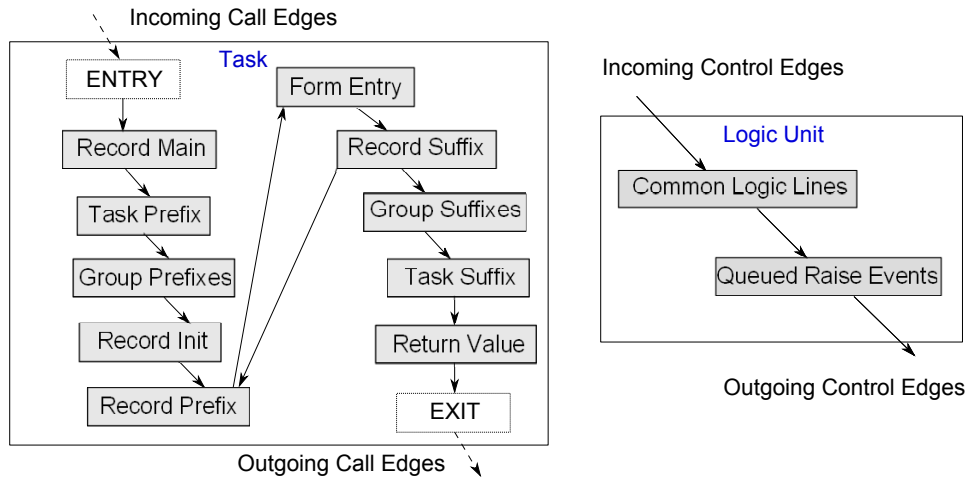 Incoming Call Edges
Task
ENTRY
Record Main
Task Prefix
Group Prefixes
Record Init
Record Prefix
Form Entry
Record Suffix
Group Suffixes
Task Suffix
Return Value
EXIT
Outgoing Call Edges
Incoming Control Edges
Logic Unit
Common Logic Lines
Queued Raise Events
Outgoing Control Edges